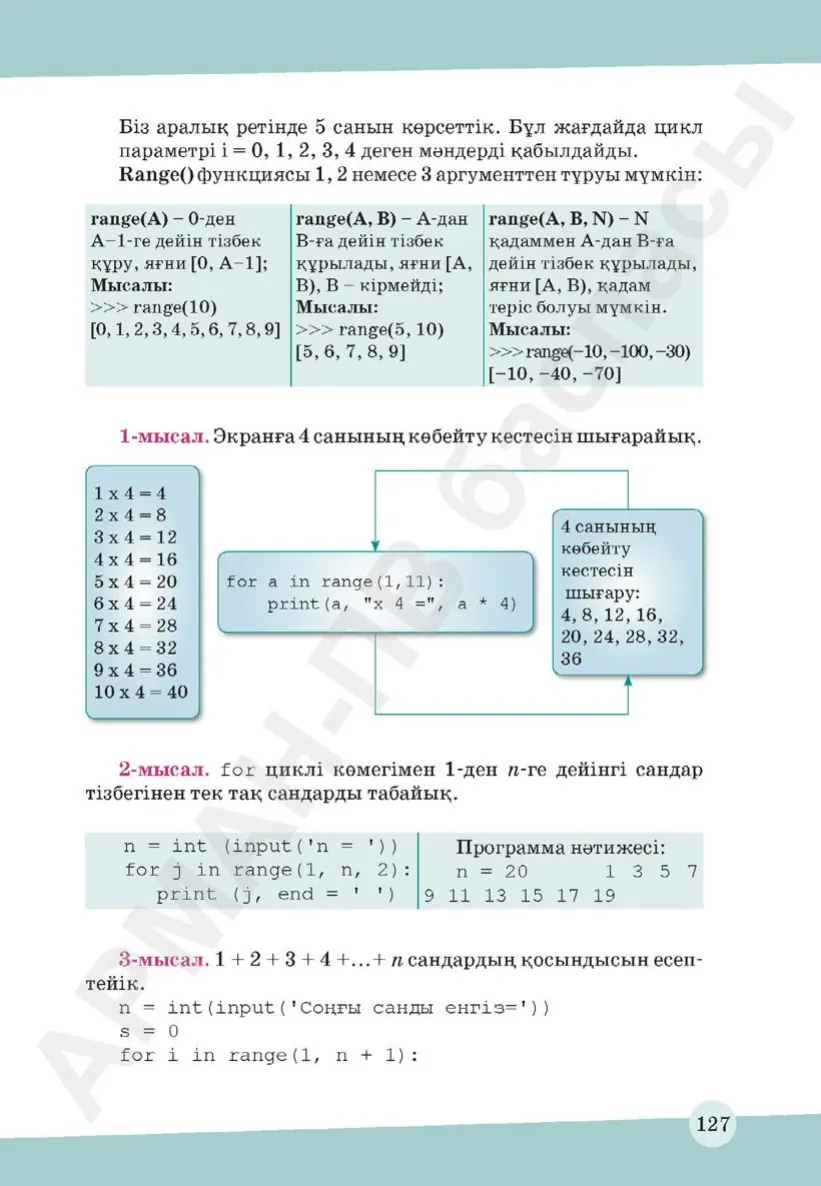 Біз аралық ретінде 5 санын көрсеттік. Бұл жағдайда цикл
параметрі i = 0, 1, 2, 3, 4 деген мәндерді қабылдайды.
Range() функциясы 1, 2 немесе 3 аргументтен тұруы мүмкін:
range(A) – 0-ден
A–1-ге дейін тізбек
құру, яғни [0, A–1];
Мысалы:
>>> range(10)
[0, 1, 2, 3, 4, 5, 6, 7, 8, 9]
range(A, B) – A-дан
B-ға дейін тізбек
құрылады, яғни [A,
B), B – кірмейді;
Мысалы:
>>> range(5, 10)
[5, 6, 7, 8, 9]
range(A, B, N) – N
қадаммен A-дан B-ға
дейін тізбек құрылады,
яғни [A, B), қадам
теріс болуы мүмкін.
Мысалы:
>>>range(–10,–100,–30)
[–10, –40, –70]
1-мысал. Экранға 4 санының көбейту кестесін шығарайық.
1 x 4 = 4
2 x 4 = 8
3 x 4 = 12
4 x 4 = 16
5 x 4 = 20
6 x 4 = 24
7 x 4 = 28
8 x 4 = 32
9 x 4 = 36
10 x 4 = 40
for a in range(1,11):
print(a, "x 4 =", a * 4)
4 санының
көбейту
кестесін
шығару:
4, 8, 12, 16,
20, 24, 28, 32,
36
2-мысал. for циклі көмегімен 1-ден n-ге дейінгі сандар
тізбегінен тек тақ сандарды табайық.
n = int (input('n = '))
for j in range(1, n, 2):
print (j, end = ' ')
Программа нәтижесі:
n = 20 1 3 5 7
9 11 13 15 17 19
3-мысал. 1 + 2 + 3 + 4 +...+ n сандардың қосындысын есеп-
тейік.
n = int(input('Соңғы санды енгіз='))
s = 0
for i in range(1, n + 1):
127
АРМАН-ПВ баспасы